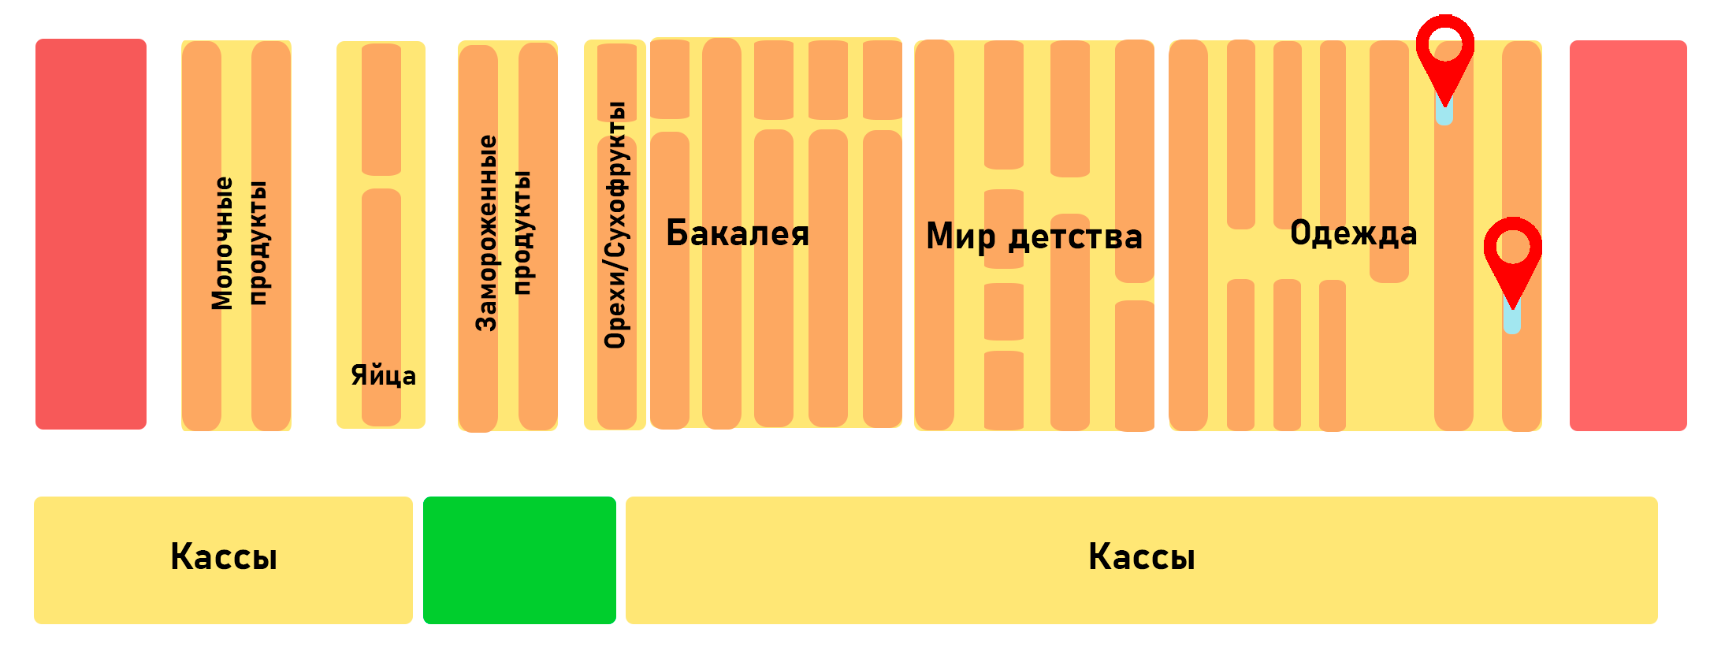 Молочные
продукты
Яйца
Замороженные
продукты
Орехи/Сухофрукты
Бакалея
Мир детства
Одежда
Кассы
Кассы